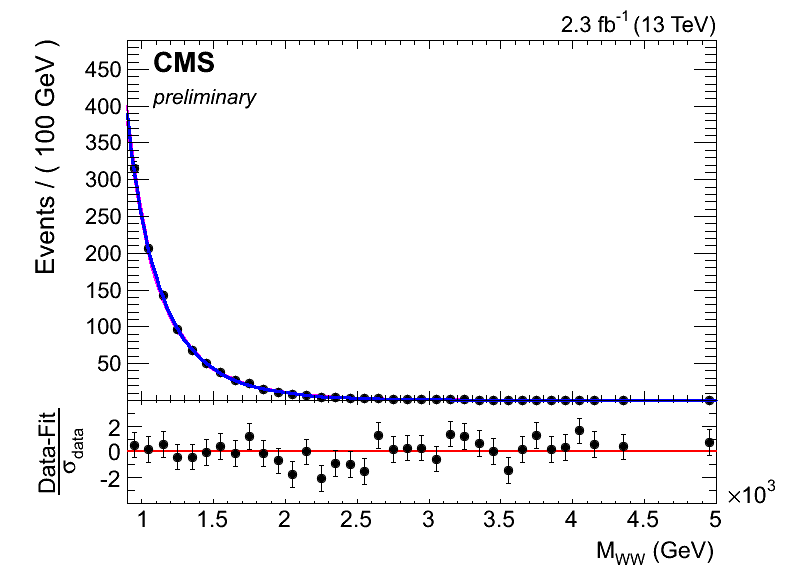 2.3 fb⁻¹ (13 TeV)
CMS
preliminary
Events / ( 100 GeV )
450
400
350
300
250
200
150
100
50
Data-Fit
σdata
2
0
-2
×10³
1 1.5 2 2.5 3 3.5 4 4.5 5
M_WW (GeV)